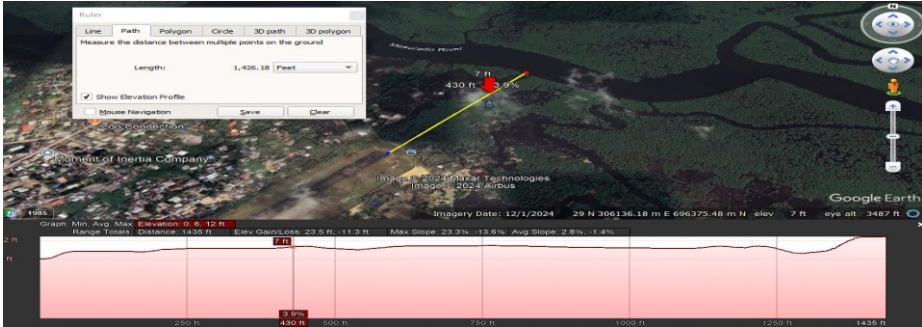 Ruler
Line Path Polygon Circle 3D path 3D polygon
Measure the distance between multiple points on the ground
Length: 1,426.18 Feet
Show Elevation Profile
Mouse Navigation Save Clear
N
Mesurado River
7 ft
430 ft 3.9%
Connection
Moment of Inertia Company
Image © 2024 Maxar Technologies
Image © 2024 Airbus
Google Earth
1985
Imagery Date: 12/1/2024 29 N 306136.18 m E 696375.48 m N elev 7 ft eye alt 3487 ft
Graph: Min, Avg, Max Elevation: 0, 6, 12 ft
Range Totals: Distance: 1435 ft Elev Gain/Loss: 23.5 ft, -11.3 ft Max Slope: 23.3%, -13.6% Avg Slope: 2.8%, -1.4%
2 ft
7 ft
ft
3.9%
250 ft 430 ft 500 ft 750 ft 1000 ft 1250 ft 1435 ft